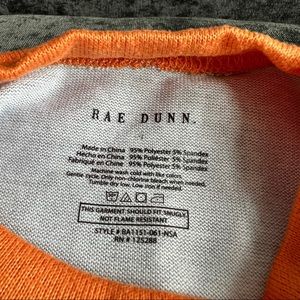 RAE DUNN.
4
Made in China 95% Polyester 5% Spandex
Hecho en China 95% Poliéster 5% Spandex
Fabriqué en China 95% Polyester 5% Spandex
Machine wash cold with like colors.
Gentle cycle. Only non-chlorine bleach when needed.
Tumble dry low. Low iron if needed.
THIS GARMENT SHOULD FIT SNUGLY.
NOT FLAME RESISTANT
STYLE # BA1151-061-NSA
RN # 125288